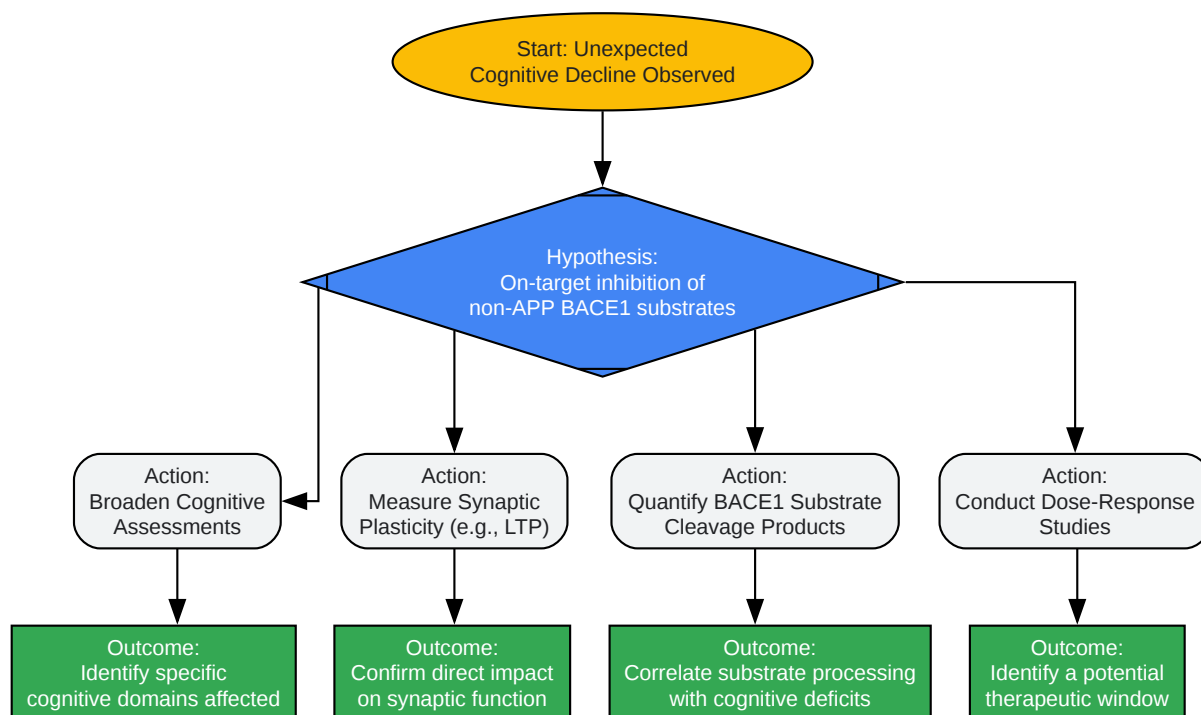 Start: Unexpected
Cognitive Decline Observed
Hypothesis:
On-target inhibition of
non-APP BACE1 substrates
Action:
Broaden Cognitive
Assessments
Action:
Measure Synaptic
Plasticity (e.g., LTP)
Action:
Quantify BACE1 Substrate
Cleavage Products
Action:
Conduct Dose-Response
Studies
Outcome:
Identify specific
cognitive domains affected
Outcome:
Confirm direct impact
on synaptic function
Outcome:
Correlate substrate processing
with cognitive deficits
Outcome:
Identify a potential
therapeutic window